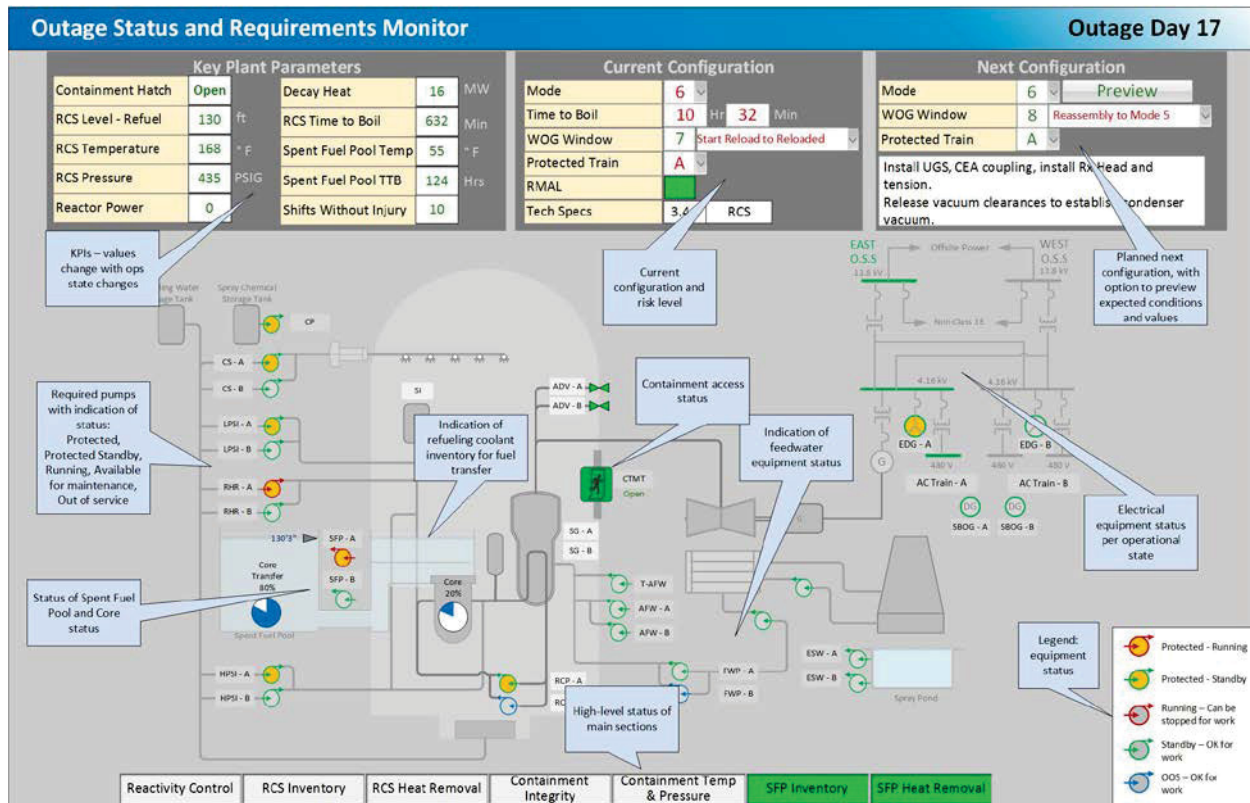 Outage Status and Requirements Monitor
Outage Day 17
Key Plant Parameters
Containment Hatch Open
RCS Level - Refuel 130 ft
RCS Temperature 168 ° F
RCS Pressure 435 PSIG
Reactor Power 0
Decay Heat 16 MW
RCS Time to Boil 632 Min
Spent Fuel Pool Temp 55 ° F
Spent Fuel Pool TTB 124 Hrs
Shifts Without Injury 10
Current Configuration
Mode 6
Time to Boil 10 Hr 32 Min
WOG Window 7 Start Reload to Reloaded
Protected Train A
RMAL
Tech Specs 3.4 RCS
Next Configuration
Mode 6 Preview
WOG Window 8 Reassembly to Mode 5
Protected Train A
Install UGS, CEA coupling, install Rx Head and
tension.
Release vacuum clearances to establish condenser
vacuum.
KPIs – values
change with ops
state changes
Current
configuration and
risk level
Planned next
configuration, with
option to preview
expected conditions
and values
EAST
O.S.S
13.8 kV
Offsite Power
WEST
O.S.S
13.8 kV
Non-Class 1E
Water
Tank
Spray Chemical
Storage Tank
CP
CS - A
CS - B
LPSI - A
LPSI - B
RHR - A
RHR - B
SI
ADV - A
ADV - B
Required pumps
with indication of
status:
Protected,
Protected Standby,
Running, Available
for maintenance,
Out of service
Indication of
refueling coolant
inventory for fuel
transfer
Containment access
status
Indication of
feedwater
equipment status
CTMT
Open
4.16 kV
4.16 kV
EDG - A
EDG - B
480 V
480 V
480 V
AC Train - A
AC Train - B
G
G
DG
DG
SBOG - A
SBOG - B
Electrical
equipment status
per operational
state
130'3"
SFP - A
SFP - B
Core
Transfer
80%
Spent Fuel Pool
Core
20%
SG - A
SG - B
T-AFW
AFW - A
AFW - B
Status of Spent Fuel
Pool and Core
status
HPSI - A
HPSI - B
RCP - A
FWP - A
FWP - B
ESW - A
ESW - B
Spray Pond
High-level status of
main sections
Legend:
equipment
status
Protected - Running
Protected - Standby
Running – Can be
stopped for work
Standby – OK for
work
OOS – OK for
work
Reactivity Control
RCS Inventory
RCS Heat Removal
Containment
Integrity
Containment Temp
& Pressure
SFP Inventory
SFP Heat Removal